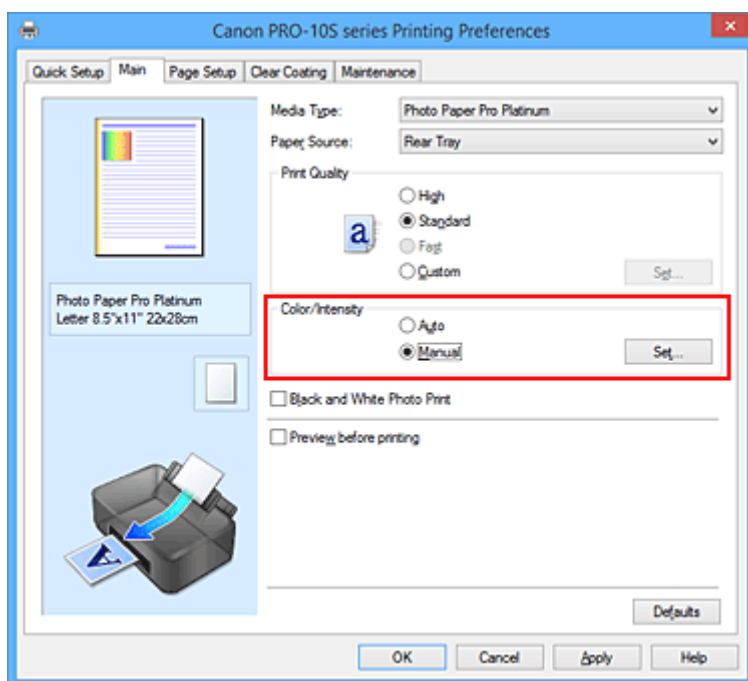 Canon PRO-10S series Printing Preferences
Quick Setup Main Page Setup Clear Coating Maintenance
Media Type: Photo Paper Pro Platinum
Paper Source: Rear Tray
Print Quality
High
a Standard
Fast
Custom Set...
Photo Paper Pro Platinum
Letter 8.5"x11" 22x28cm
Color/Intensity
Auto
Manual Set...
Black and White Photo Print
Preview before printing
A
Defaults
OK Cancel Apply Help